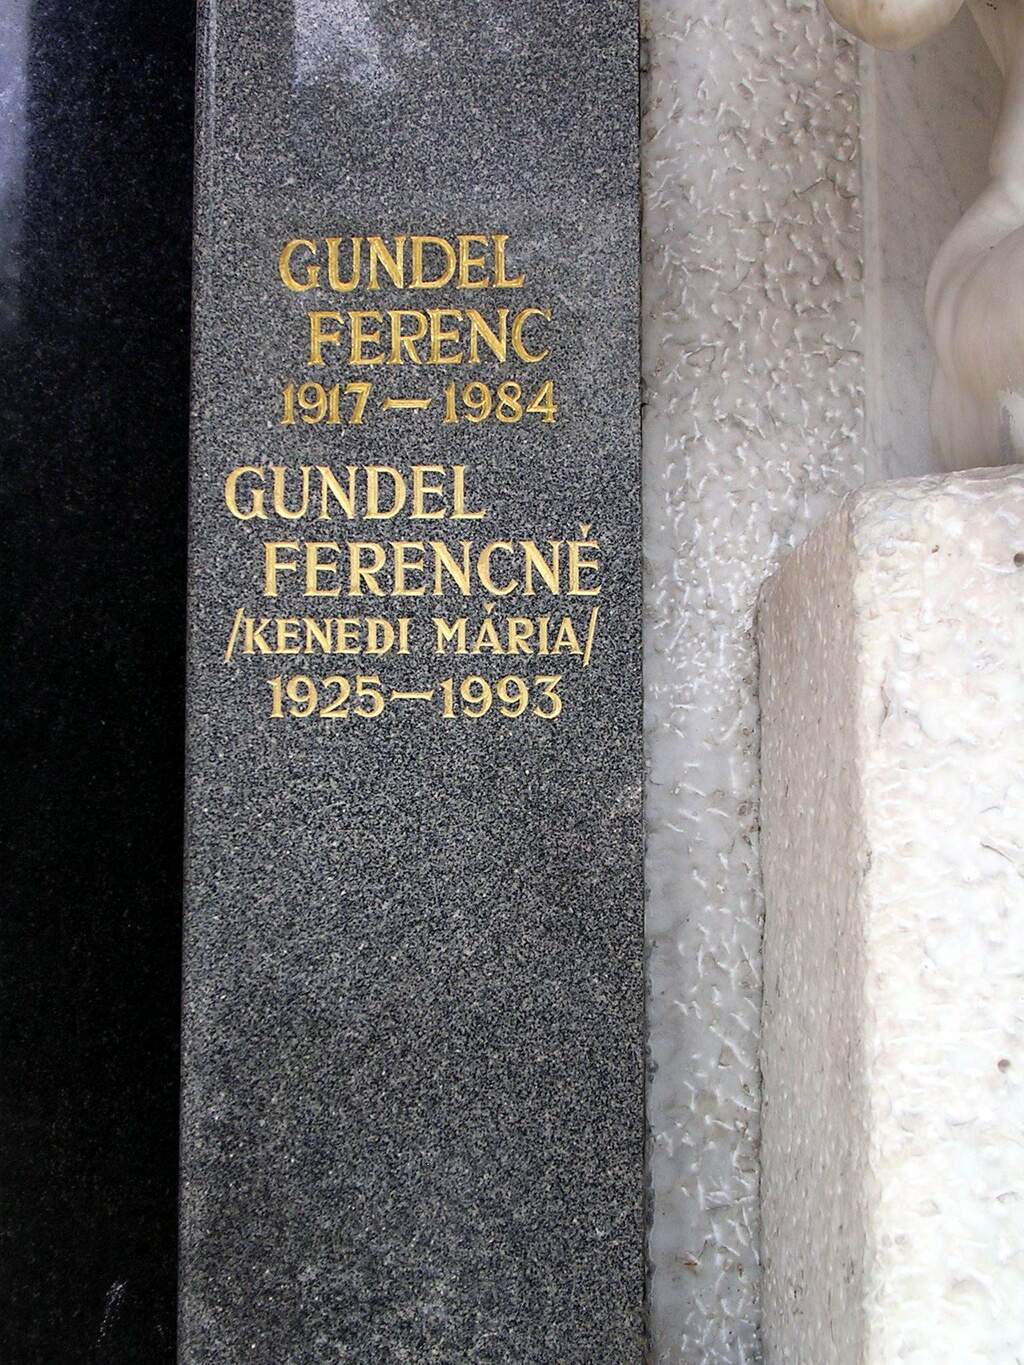 GUNDEL
FERENC
1917–1984
GUNDEL
FERENCNÉ
/KENEDI MÁRIA/
1925–1993